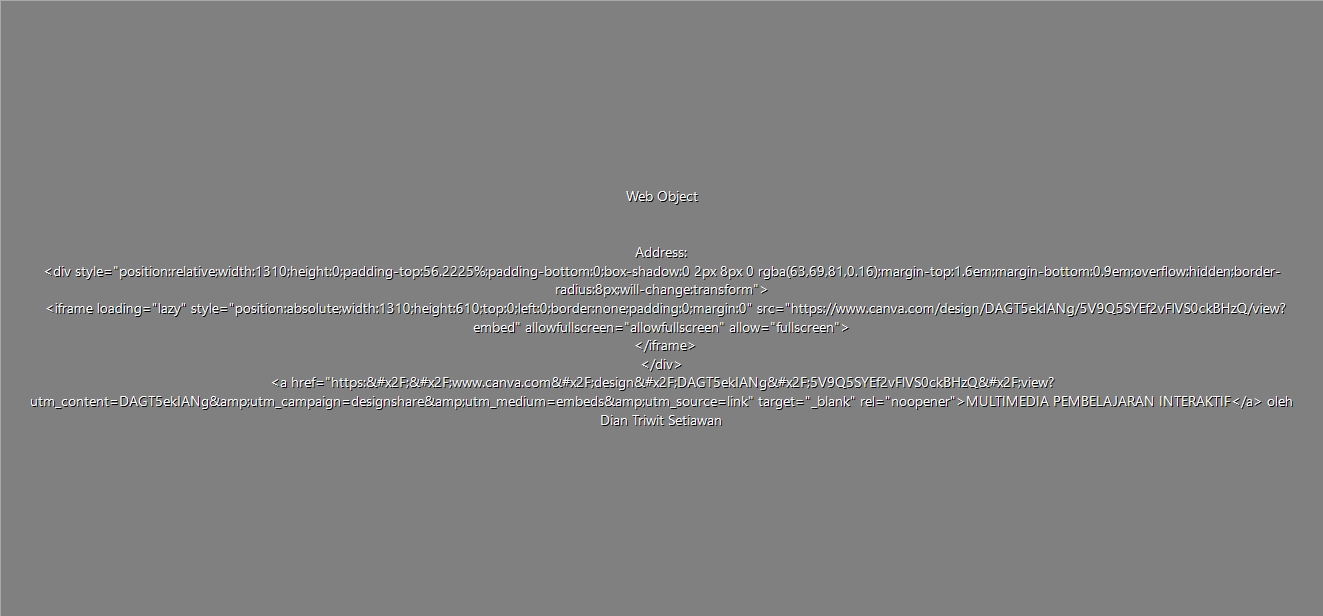 Web Object
Address:
<div style="position:relative;width:1310;height:0;padding-top:56.2225%;padding-bottom:0;box-shadow:0 2px 8px 0 rgba(63,69,81,0.16);margin-top:1.6em;margin-bottom:0.9em;overflow:hidden;border-
radius:8px;will-change:transform">
<iframe loading="lazy" style="position:absolute;width:1310;height:610;top:0;left:0;border:none;padding:0;margin:0" src="https://www.canva.com/design/DAGT5ekIANg/5V9Q5SYEf2vFlVS0ckBHzQ/view?
embed" allowfullscreen="allowfullscreen" allow="fullscreen">
</iframe>
</div>
<a href="https:&#x2F;&#x2F;www.canva.com&#x2F;design&#x2F;DAGT5ekIANg&#x2F;5V9Q5SYEf2vFlVS0ckBHzQ&#x2F;view?
utm_content=DAGT5ekIANg&amp;utm_campaign=designshare&amp;utm_medium=embeds&amp;utm_source=link" target="_blank" rel="noopener">MULTIMEDIA PEMBELAJARAN INTERAKTIF</a> oleh
Dian Triwit Setiawan